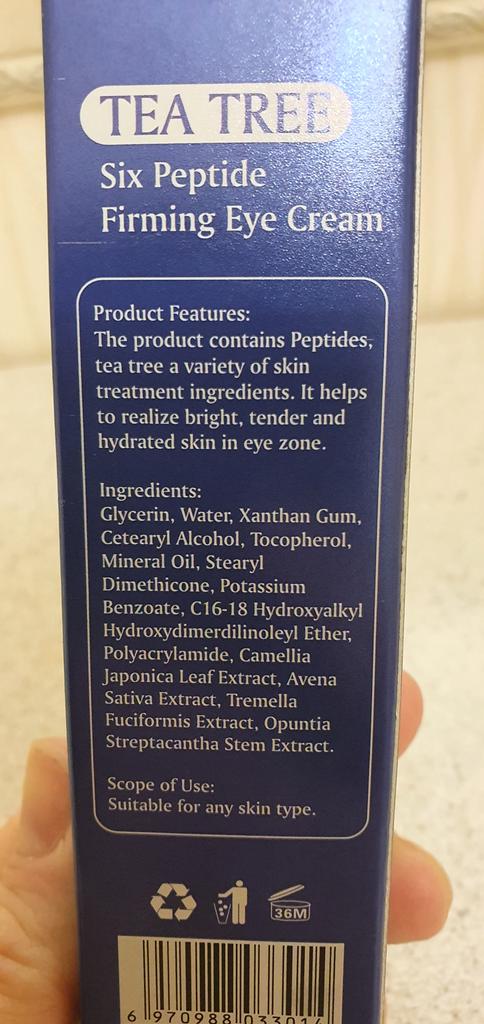 TEA TREE
Six Peptide
Firming Eye Cream
Product Features:
The product contains Peptides,
tea tree a variety of skin
treatment ingredients. It helps
to realize bright, tender and
hydrated skin in eye zone.
Ingredients:
Glycerin, Water, Xanthan Gum,
Cetearyl Alcohol, Tocopherol,
Mineral Oil, Stearyl
Dimethicone, Potassium
Benzoate, C16-18 Hydroxyalkyl
Hydroxydimerdilinoleyl Ether,
Polyacrylamide, Camellia
Japonica Leaf Extract, Avena
Sativa Extract, Tremella
Fuciformis Extract, Opuntia
Streptacantha Stem Extract.
Scope of Use:
Suitable for any skin type.
36M
6 970988 033014